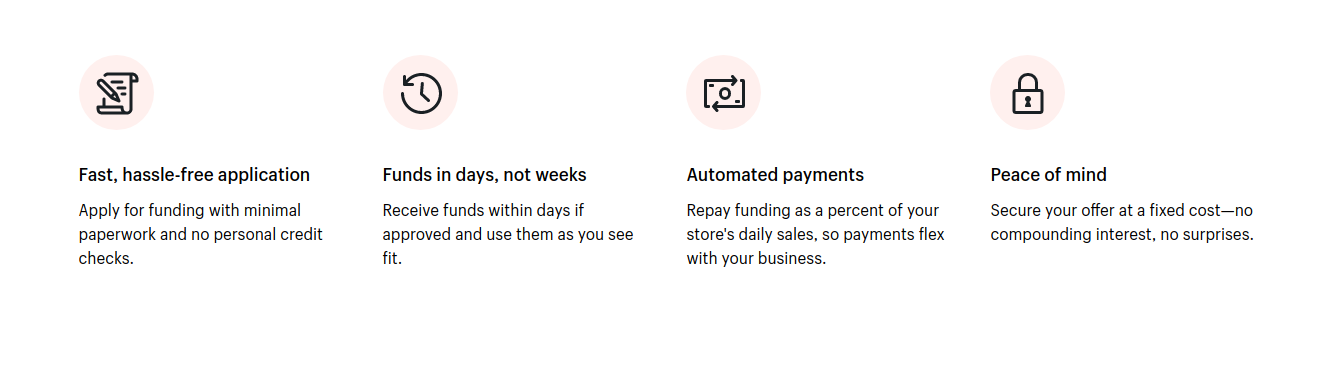 Fast, hassle-free application
Apply for funding with minimal
paperwork and no personal credit
checks.
Funds in days, not weeks
Receive funds within days if
approved and use them as you see
fit.
Automated payments
Repay funding as a percent of your
store's daily sales, so payments flex
with your business.
Peace of mind
Secure your offer at a fixed cost—no
compounding interest, no surprises.